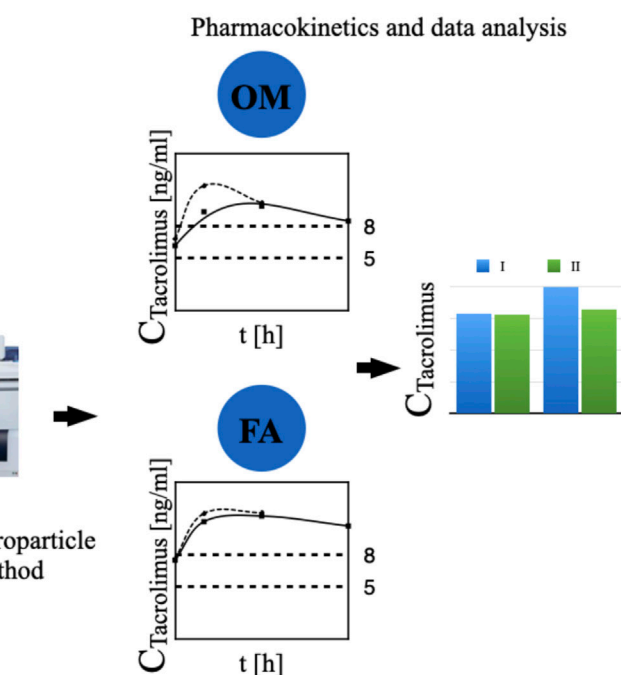 Pharmacokinetics and data analysis
OM
CTacrolimus [ng/ml]
8
5
t [h]
I
II
CTacrolimus
FA
CTacrolimus [ng/ml]
8
5
t [h]
roparticle
thod